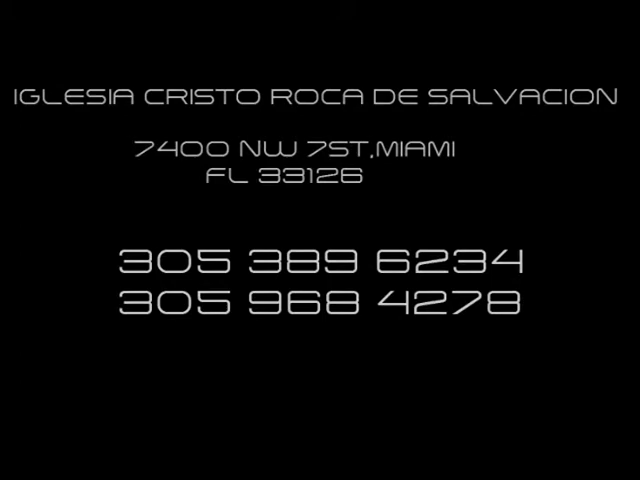 IGLESIA CRISTO ROCA DE SALVACION
7400 NW 7ST,MIAMI
FL 33126
305 389 6234
305 968 4278